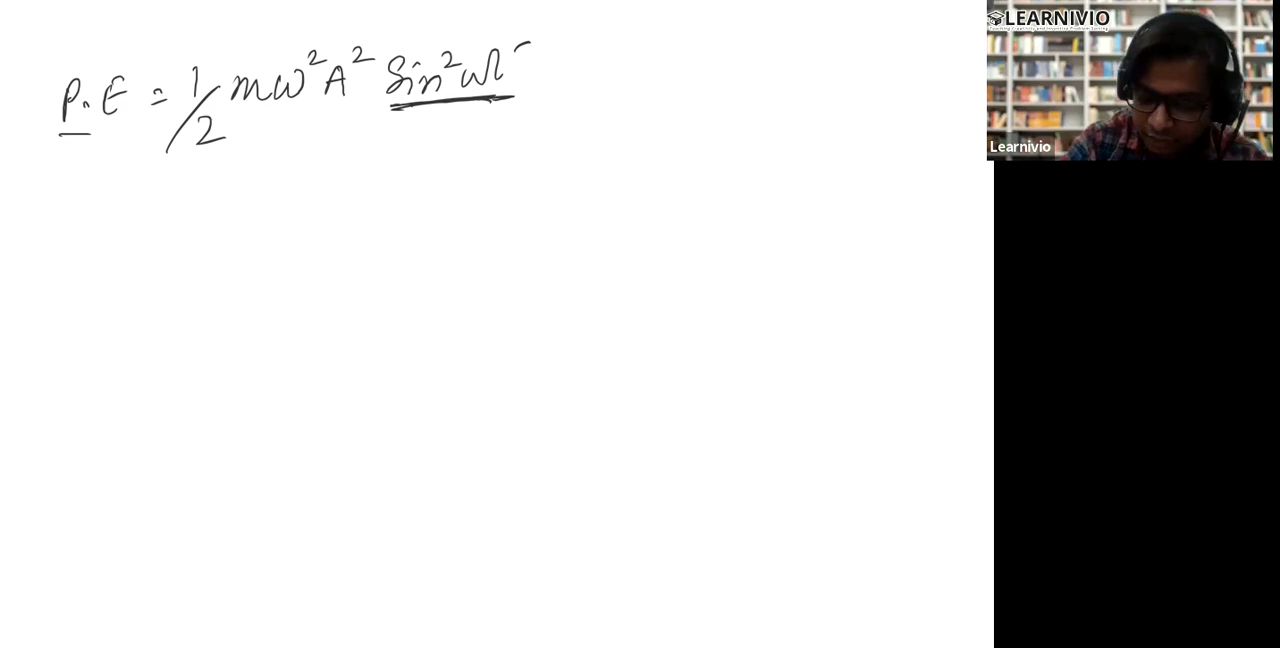 P.E = 1/2 mω²A² Sin²ωt
LEARNIVIO
Learnivio